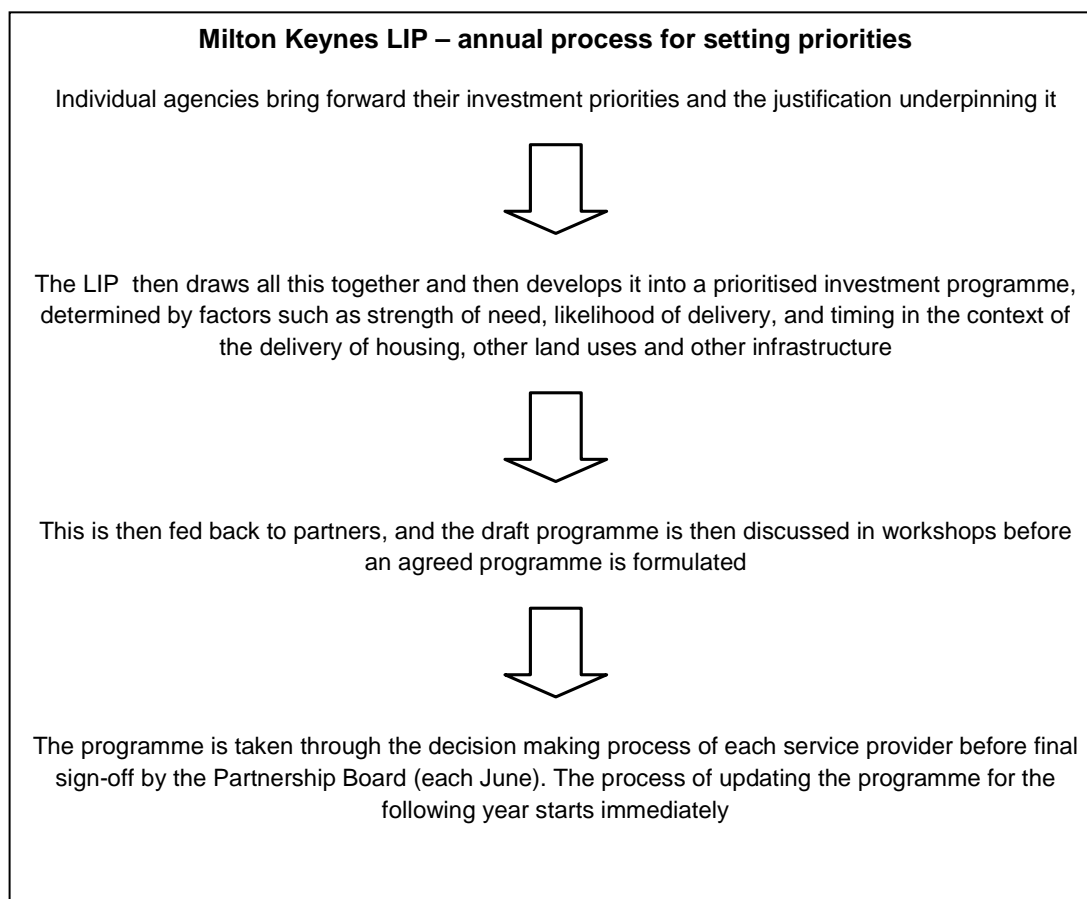 Milton Keynes LIP – annual process for setting priorities
Individual agencies bring forward their investment priorities and the justification underpinning it
The LIP then draws all this together and then develops it into a prioritised investment programme,
determined by factors such as strength of need, likelihood of delivery, and timing in the context of
the delivery of housing, other land uses and other infrastructure
This is then fed back to partners, and the draft programme is then discussed in workshops before
an agreed programme is formulated
The programme is taken through the decision making process of each service provider before final
sign-off by the Partnership Board (each June). The process of updating the programme for the
following year starts immediately